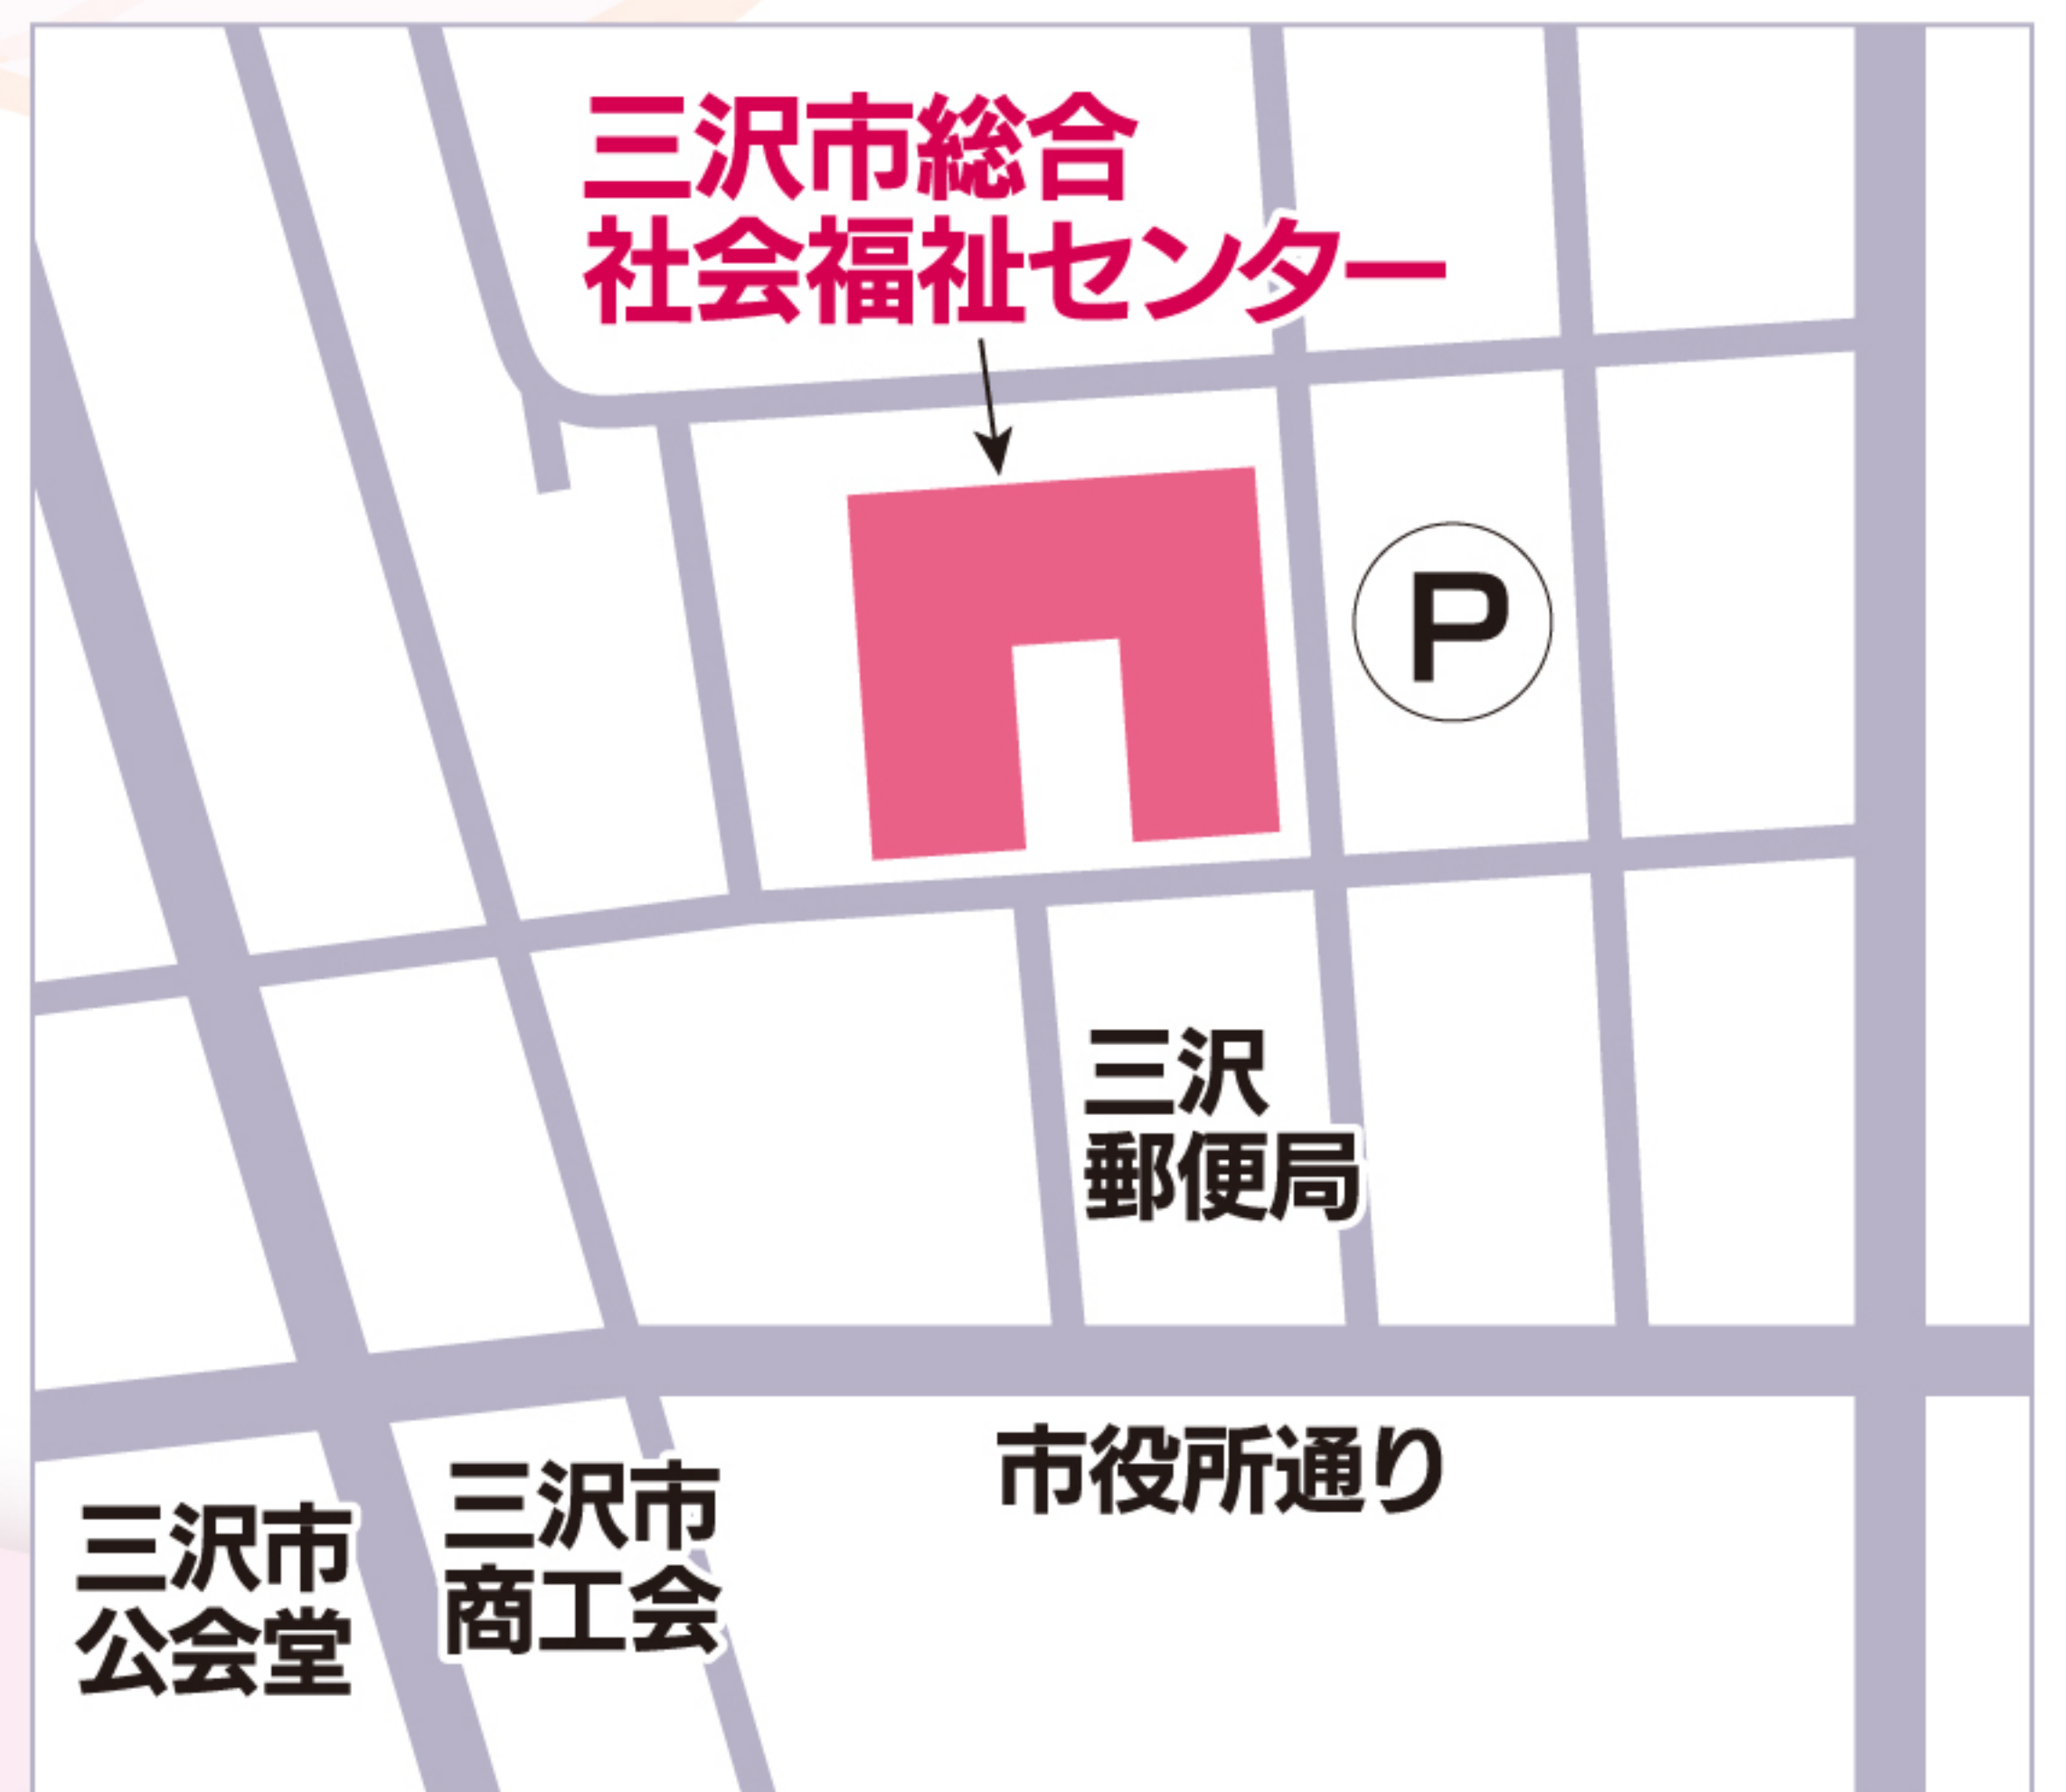 三沢市総合
社会福祉センター
P
三沢
郵便局
市役所通り
三沢市
商工会
三沢市
公会堂